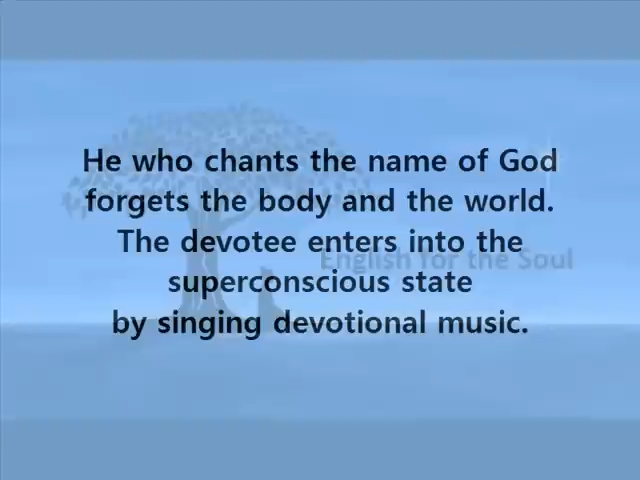 He who chants the name of God
forgets the body and the world.
The devotee enters into the
English for the Soul
superconscious state
by singing devotional music.